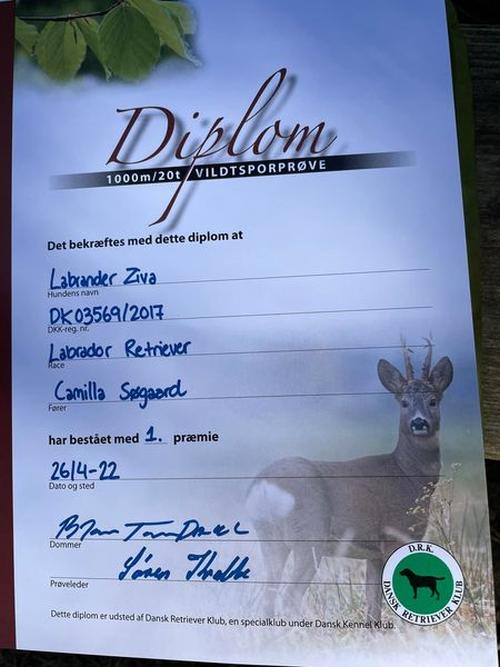 Diplom
1000m/20t VILDTSPORPRØVE
Det bekræftes med dette diplom at
Labrander Ziva
Hundens navn
DK03569/2017
DKK-reg. nr.
Labrador Retriever
Race
Camilla Søgaard
Fører
har bestået med 1. præmie
26/4-22
Dato og sted
Dommer
Søren
Prøveleder
D.R.K.
DANSK RETRIEVER KLUB
Dette diplom er udsted af Dansk Retriever Klub, en specialklub under Dansk Kennel Klub.